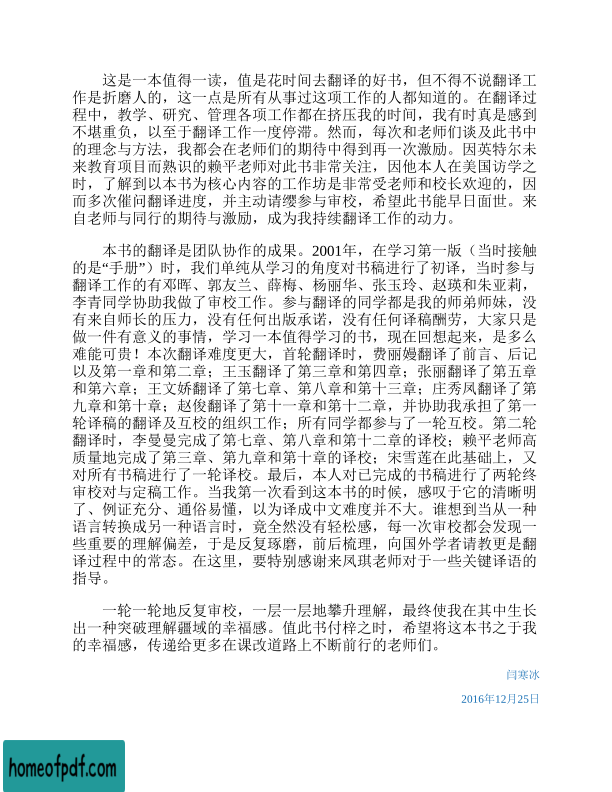 这是一本值得一读，值是花时间去翻译的好书，但不得不说翻译工
作是折磨人的，这一点是所有从事过这项工作的人都知道的。在翻译过
程中，教学、研究、管理各项工作都在挤压我的时间，我有时真是感到
不堪重负，以至于翻译工作一度停滞。然而，每次和老师们谈及此书中
的理念与方法，我都会在老师们的期待中得到再一次激励。因英特尔未
来教育项目而熟识的赖平老师对此书非常关注，因他本人在美国访学之
时，了解到以本书为核心内容的工作坊是非常受老师和校长欢迎的，因
而多次催问翻译进度，并主动请缨参与审校，希望此书能早日面世。来
自老师与同行的期待与激励，成为我持续翻译工作的动力。
本书的翻译是团队协作的成果。2001年，在学习第一版（当时接触
的是“手册”）时，我们单纯从学习的角度对书稿进行了初译，当时参与
翻译工作的有邓晖、郭友兰、薛梅、杨丽华、张玉玲、赵瑛和朱亚莉，
李青同学协助我做了审校工作。参与翻译的同学都是我的师弟师妹，没
有来自师长的压力，没有任何出版承诺，没有任何译稿酬劳，大家只是
做一件有意义的事情，学习一本值得学习的书，现在回想起来，是多么
难能可贵！本次翻译难度更大，首轮翻译时，费丽嫚翻译了前言、后记
以及第一章和第二章；王玉翻译了第三章和第四章；张丽翻译了第五章
和第六章；王文娇翻译了第七章、第八章和第十三章；庄秀凤翻译了第
九章和第十章；赵俊翻译了第十一章和第十二章，并协助我承担了第一
轮译稿的翻译及互校的组织工作；所有同学都参与了一轮互校。第二轮
翻译时，李曼曼完成了第七章、第八章和第十二章的译校；赖平老师高
质量地完成了第三章、第九章和第十章的译校；宋雪莲在此基础上，又
对所有书稿进行了一轮译校。最后，本人对已完成的书稿进行了两轮终
审校对与定稿工作。当我第一次看到这本书的时候，感叹于它的清晰明
了、例证充分、通俗易懂，以为译成中文难度并不大。谁想到当从一种
语言转换成另一种语言时，竟全然没有轻松感，每一次审校都会发现一
些重要的理解偏差，于是反复琢磨，前后梳理，向国外学者请教更是翻
译过程中的常态。在这里，要特别感谢来凤琪老师对于一些关键译语的
指导。
一轮一轮地反复审校，一层一层地攀升理解，最终使我在其中生长
出一种突破理解疆域的幸福感。值此书付梓之时，希望将这本书之于我
的幸福感，传递给更多在课改道路上不断前行的老师们。
闫寒冰
2016年12月25日
homeofpdf.com